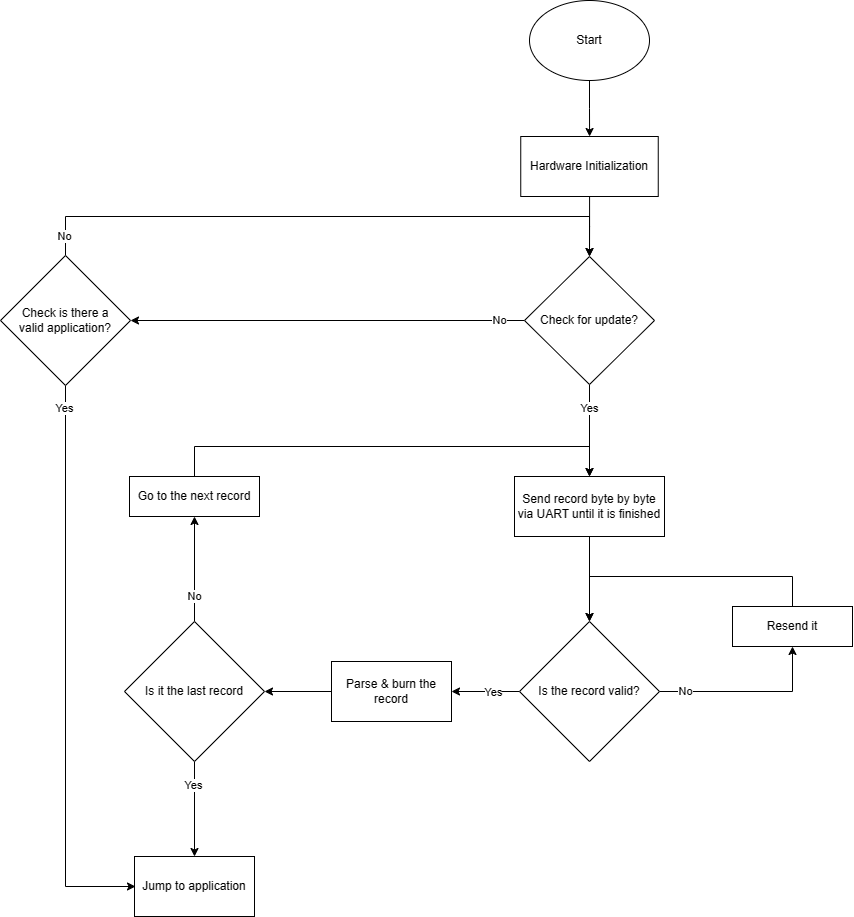 Start
Hardware Initialization
No
Check is there a
valid application?
No
Check for update?
Yes
Yes
Go to the next record
Send record byte by byte
via UART until it is finished
No
Resend it
Is it the last record
Parse & burn the
record
Yes
Is the record valid?
No
Yes
Jump to application